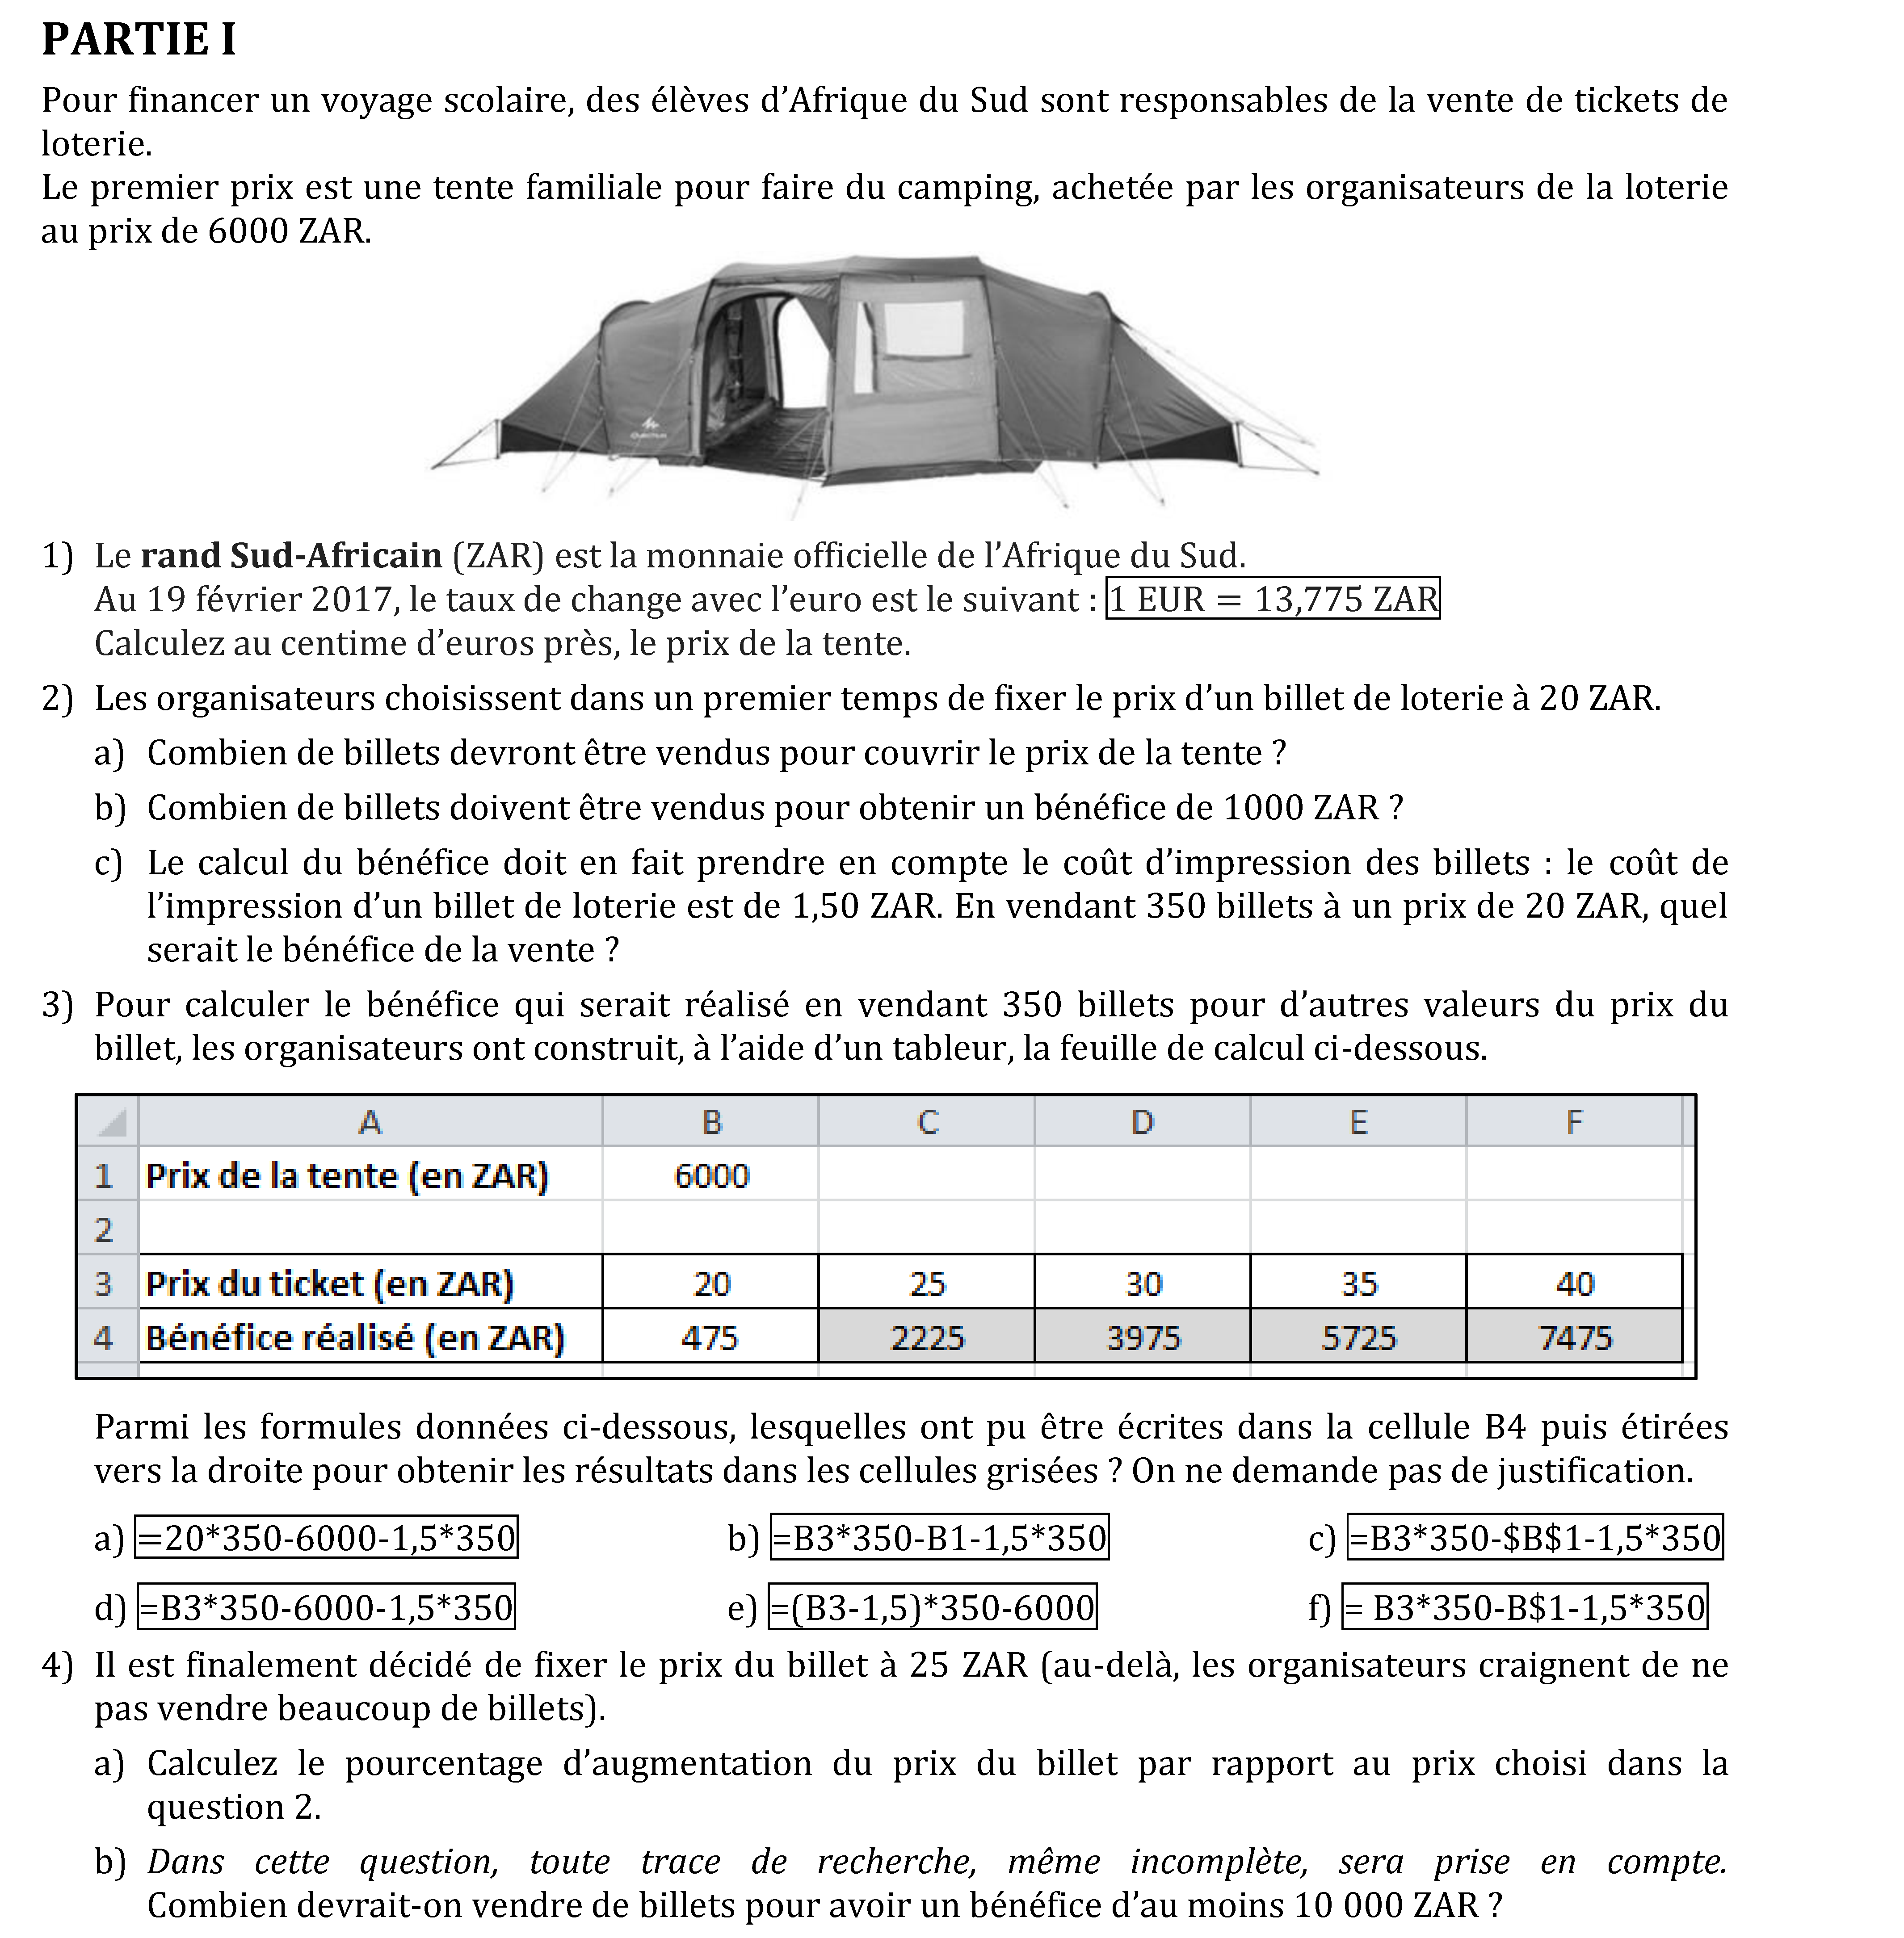 PARTIE I
Pour financer un voyage scolaire, des élèves d’Afrique du Sud sont responsables de la vente de tickets de
loterie.
Le premier prix est une tente familiale pour faire du camping, achetée par les organisateurs de la loterie
au prix de 6000 ZAR.
1) Le rand Sud-Africain (ZAR) est la monnaie officielle de l’Afrique du Sud.
Au 19 février 2017, le taux de change avec l’euro est le suivant : 1 EUR = 13,775 ZAR
Calculez au centime d’euros près, le prix de la tente.
2) Les organisateurs choisissent dans un premier temps de fixer le prix d’un billet de loterie à 20 ZAR.
a) Combien de billets devront être vendus pour couvrir le prix de la tente ?
b) Combien de billets doivent être vendus pour obtenir un bénéfice de 1000 ZAR ?
c) Le calcul du bénéfice doit en fait prendre en compte le coût d’impression des billets : le coût de
l’impression d’un billet de loterie est de 1,50 ZAR. En vendant 350 billets à un prix de 20 ZAR, quel
serait le bénéfice de la vente ?
3) Pour calculer le bénéfice qui serait réalisé en vendant 350 billets pour d’autres valeurs du prix du
billet, les organisateurs ont construit, à l’aide d’un tableur, la feuille de calcul ci-dessous.
A B C D E F
1 Prix de la tente (en ZAR) 6000
2
3 Prix du ticket (en ZAR) 20 25 30 35 40
4 Bénéfice réalisé (en ZAR) 475 2225 3975 5725 7475
Parmi les formules données ci-dessous, lesquelles ont pu être écrites dans la cellule B4 puis étirées
vers la droite pour obtenir les résultats dans les cellules grisées ? On ne demande pas de justification.
a) =20*350-6000-1,5*350 b) =B3*350-B1-1,5*350 c) =B3*350-$B$1-1,5*350
d) =B3*350-6000-1,5*350 e) =(B3-1,5)*350-6000 f) = B3*350-B$1-1,5*350
4) Il est finalement décidé de fixer le prix du billet à 25 ZAR (au-delà, les organisateurs craignent de ne
pas vendre beaucoup de billets).
a) Calculez le pourcentage d’augmentation du prix du billet par rapport au prix choisi dans la
question 2.
b) Dans cette question, toute trace de recherche, même incomplète, sera prise en compte.
Combien devrait-on vendre de billets pour avoir un bénéfice d’au moins 10 000 ZAR ?